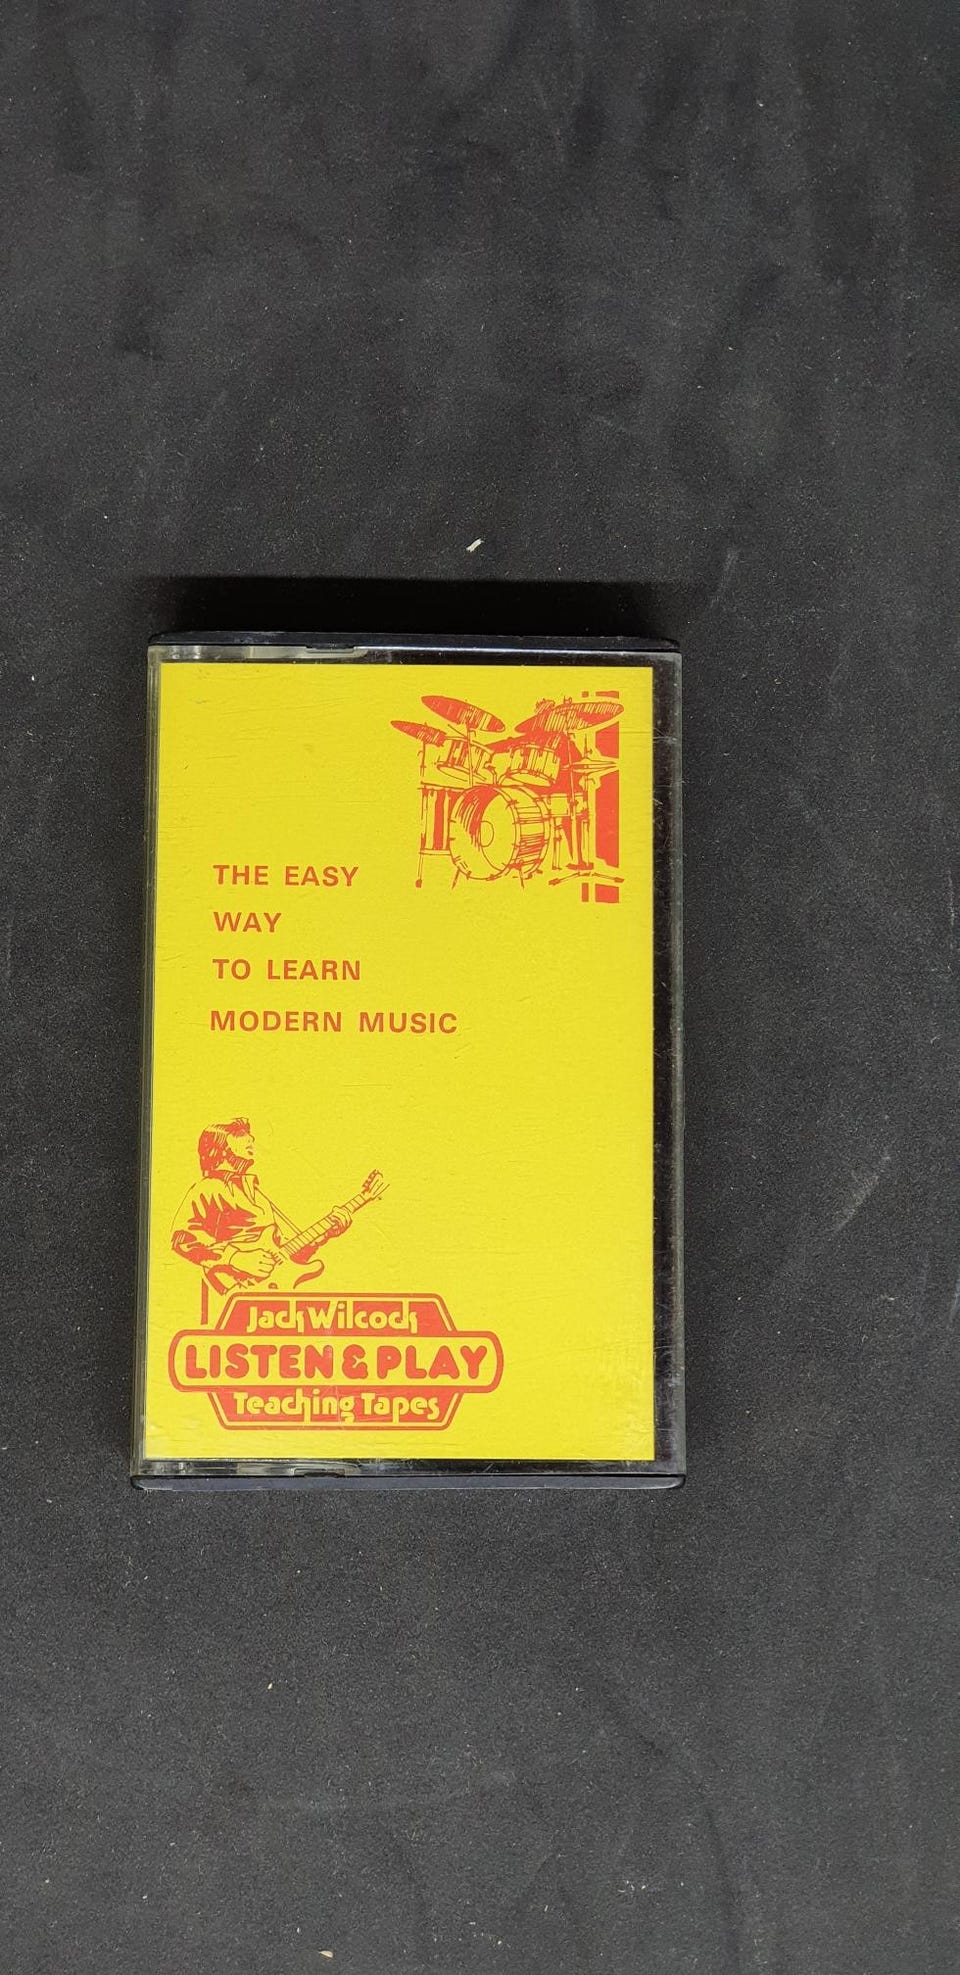 THE EASY
WAY
TO LEARN
MODERN MUSIC
Jack Wilcock
LISTEN & PLAY
Teaching Tapes